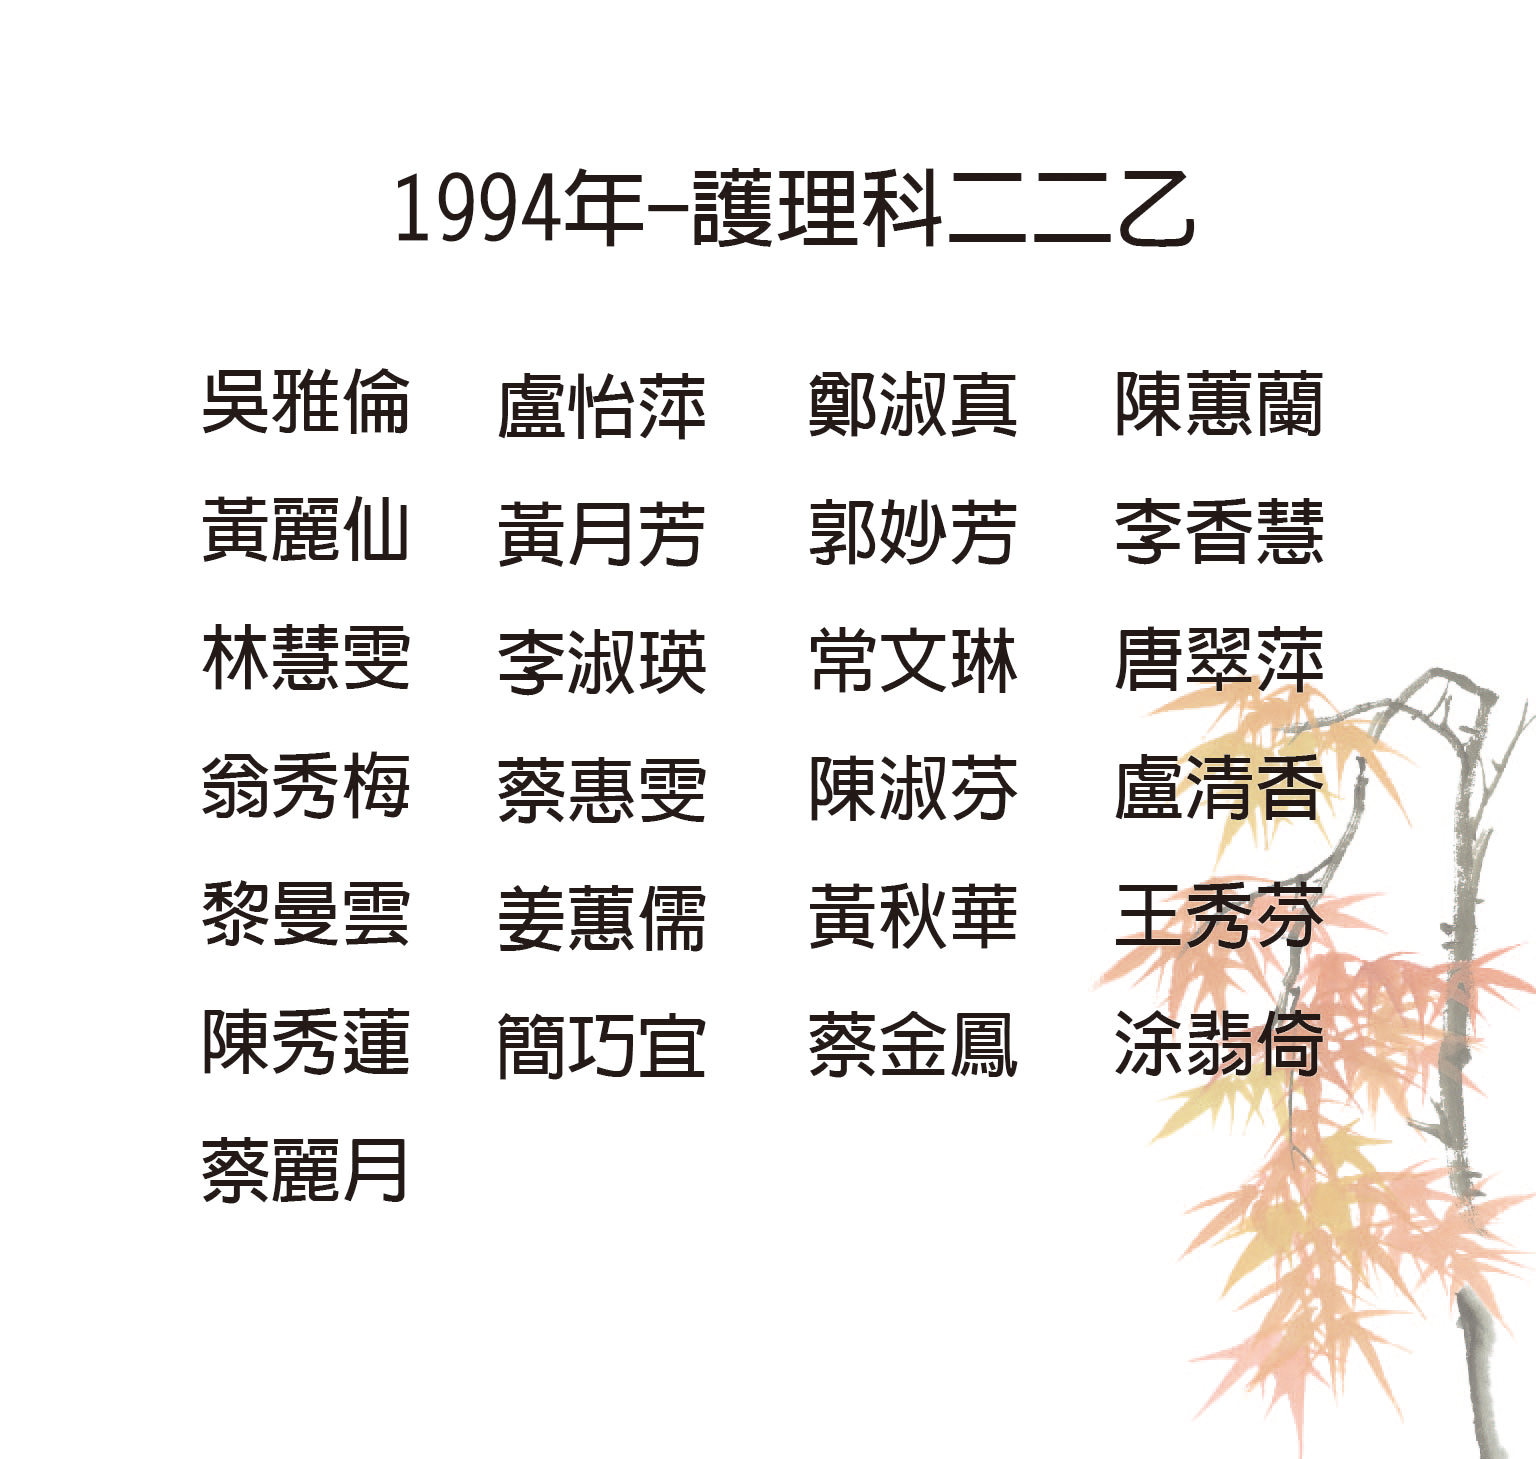 1994年-護理科二二乙
吳雅倫 盧怡萍 鄭淑真 陳蕙蘭
黃麗仙 黃月芳 郭妙芳 李香慧
林慧雯 李淑瑛 常文琳 唐翠萍
翁秀梅 蔡惠雯 陳淑芬 盧清香
黎曼雲 姜蕙儒 黃秋華 王秀芬
陳秀蓮 簡巧宜 蔡金鳳 涂翡倚
蔡麗月